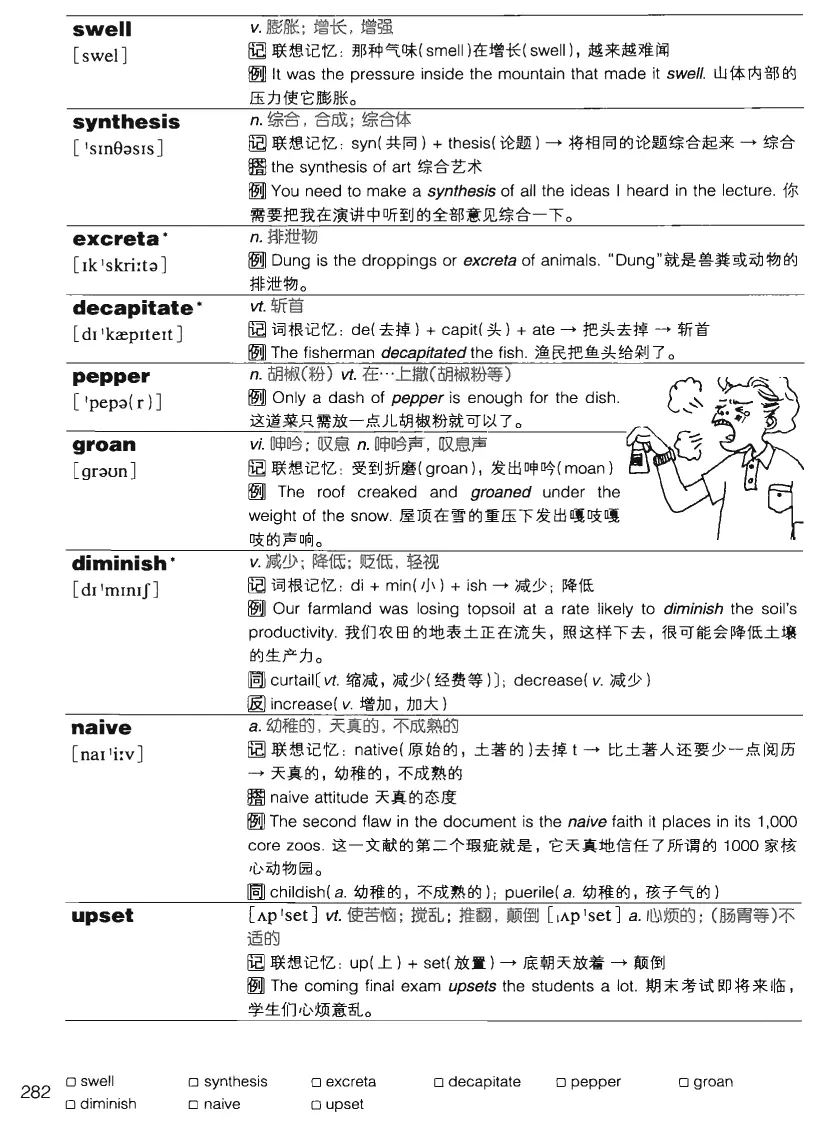 swell v. 膨胀; 增长, 增强
[swel] 记 联想记忆: 那种气味(smell)在增长(swell), 越来越难闻
例 It was the pressure inside the mountain that made it swell. 山体内部的
压力使它膨胀。
synthesis n. 综合, 合成; 综合体
[ˈsɪnθəsɪs] 记 联想记忆: syn(共同) + thesis(论题) → 将相同的论题综合起来 → 综合
搭 the synthesis of art 综合艺术
例 You need to make a synthesis of all the ideas I heard in the lecture. 你
需要把我在演讲中听到的全部意见综合一下。
excreta* n. 排泄物
[ɪkˈskriːtə] 例 Dung is the droppings or excreta of animals. “Dung”就是兽粪或动物的
排泄物。
decapitate* vt. 斩首
[dɪˈkæpɪteɪt] 记 词根记忆: de(去掉) + capit(头) + ate → 把头去掉 → 斩首
例 The fisherman decapitated the fish. 渔民把鱼头给剁了。
pepper n. 胡椒(粉) vt. 在…上撒(胡椒粉等)
[ˈpepə(r)] 例 Only a dash of pepper is enough for the dish.
这道菜只需放一点儿胡椒粉就可以了。
groan vi. 呻吟; 叹息 n. 呻吟声, 叹息声
[ɡrəʊn] 记 联想记忆: 受到折磨(groan), 发出呻吟(moan)
例 The roof creaked and groaned under the
weight of the snow. 屋顶在雪的重压下发出嘎吱嘎
吱的声响。
diminish* v. 减少; 降低; 贬低, 轻视
[dɪˈmɪnɪʃ] 记 词根记忆: di + min(小) + ish → 减少; 降低
例 Our farmland was losing topsoil at a rate likely to diminish the soil's
productivity. 我们农田的地表土正在流失, 照这样下去, 很可能会降低土壤
的生产力。
同 curtail[vt. 缩减, 减少(经费等)]; decrease(v. 减少)
反 increase(v. 增加, 加大)
naive a. 幼稚的, 天真的, 不成熟的
[naɪˈiːv] 记 联想记忆: native(原始的, 土著的)去掉 t → 比土著人还要少一点阅历
→ 天真的, 幼稚的, 不成熟的
搭 naive attitude 天真的态度
例 The second flaw in the document is the naive faith it places in its 1,000
core zoos. 这一文献的第二个瑕疵就是, 它天真地信任了所谓的 1000 家核
心动物园。
同 childish(a. 幼稚的, 不成熟的); puerile(a. 幼稚的, 孩子气的)
upset [ʌpˈset] vt. 使苦恼; 搅乱; 推翻, 颠倒 [ˌʌpˈset] a. 心烦的; (肠胃等)不
适的
记 联想记忆: up(上) + set(放置) → 底朝天放着 → 颠倒
例 The coming final exam upsets the students a lot. 期末考试即将来临,
学生们心烦意乱。
□ swell □ synthesis □ excreta □ decapitate □ pepper □ groan
282
□ diminish □ naive □ upset